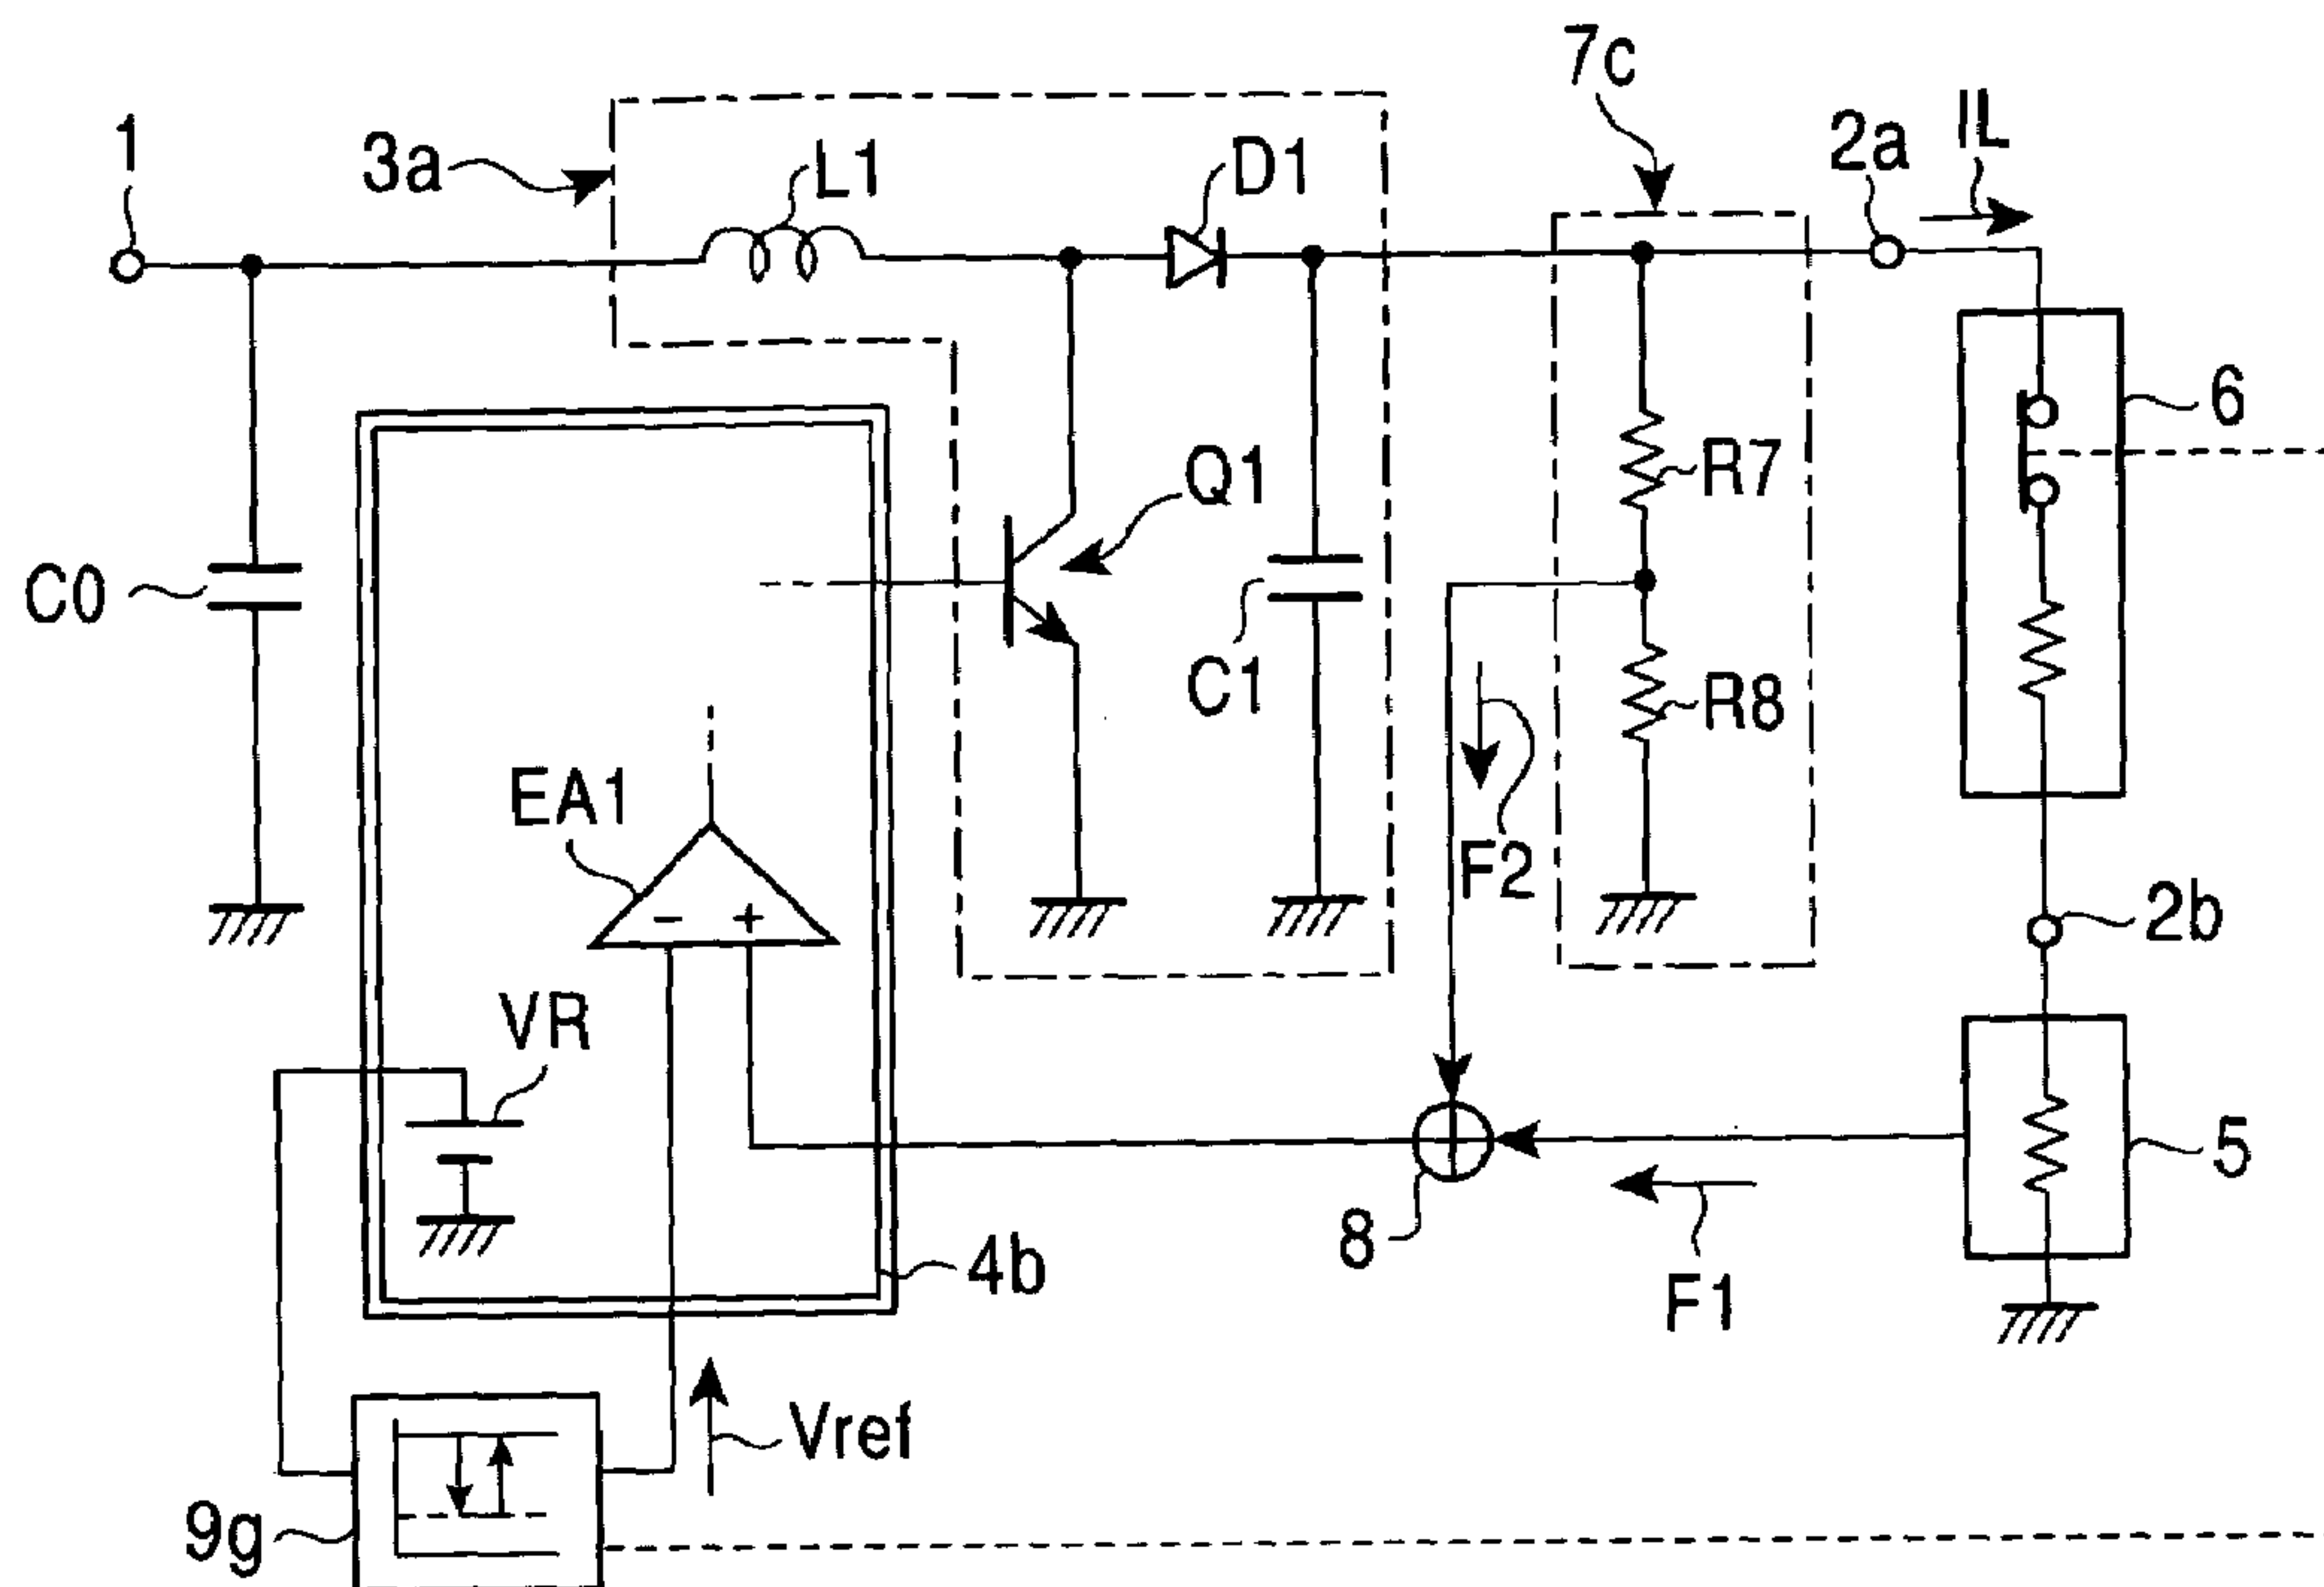 7c
1
3a
L1
D1
2a
IL
6
Q1
R7
C0
C1
R8
EA1
−
+
F2
2b
VR
5
8
4b
F1
Vref
9g